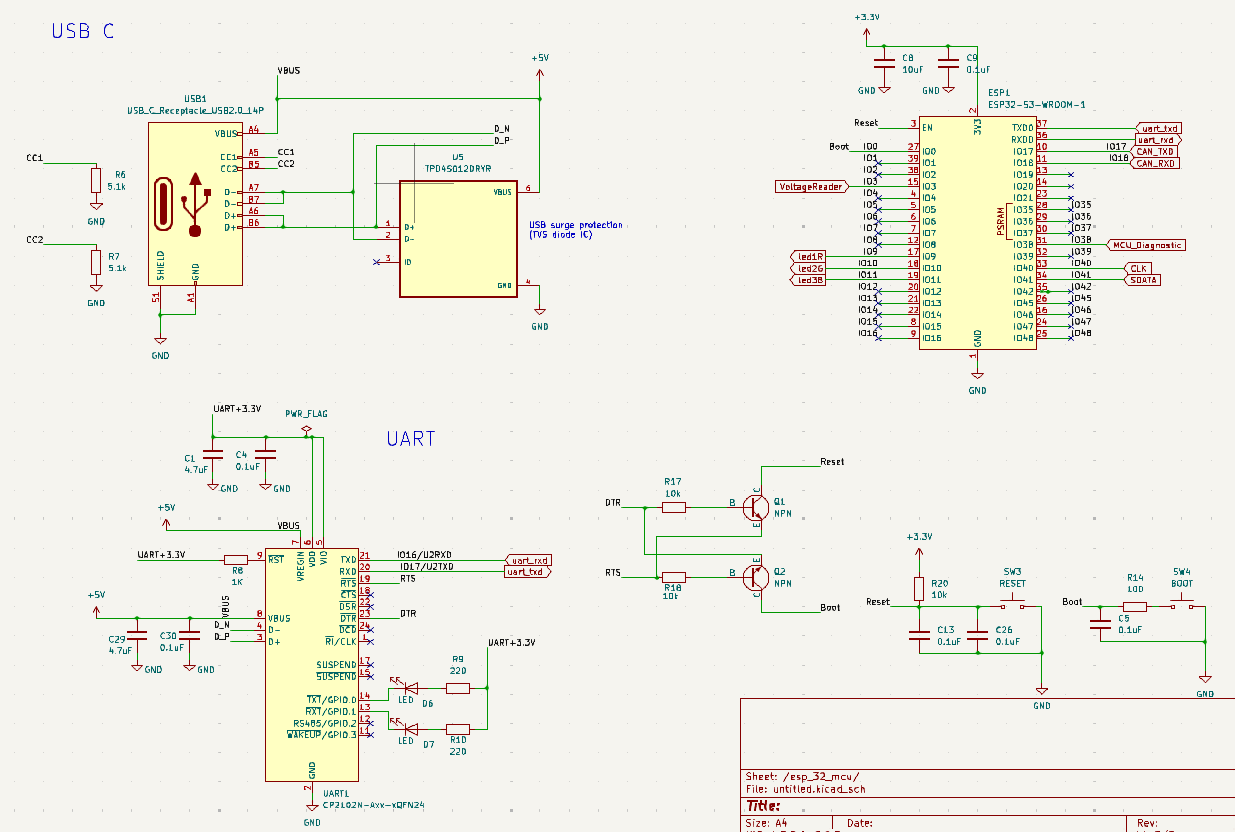 USB C
VBUS
+5V
USB1
USB_C_Receptacle_USB2.0_14P
VBUS A4
CC1 A5 CC1
CC2 B5 CC2
D- A7
D- B7
D+ A6
D+ B6
SHIELD
GND
S1
A1
GND
CC1
R6
5.1k
GND
CC2
R7
5.1k
GND
D_N
D_P
U5
TPD4S012DRYR
VBUS 6
1 D+
2 D-
3 ID
GND 4
GND
USB surge protection
(TVS diode IC)
+3.3V
C8
10uF
GND
C9
0.1uF
GND
ESP1
ESP32-S3-WROOM-1
2
3V3
Reset 3 EN
Boot IO0 27 IO0
IO1 39 IO1
IO2 38 IO2
VoltageReader IO3 15 IO3
IO4 4 IO4
IO5 5 IO5
IO6 6 IO6
IO7 7 IO7
IO8 12 IO8
led1R IO9 17 IO9
led2G IO10 18 IO10
led3B IO11 19 IO11
IO12 20 IO12
IO13 21 IO13
IO14 22 IO14
IO15 8 IO15
IO16 9 IO16
TXD0 37 uart_txd
RXD0 36 uart_rxd
IO17 10 IO17 CAN_TXD
IO18 11 IO18 CAN_RXD
IO19 13
IO20 14
IO21 23
IO35 28 IO35
IO36 29 IO36
IO37 30 IO37
IO38 31 IO38 MCU_Diagnostic
IO39 32 IO39
IO40 33 IO40 CLK
IO41 34 IO41 SDATA
IO42 35 IO42
IO45 26 IO45
IO46 16 IO46
IO47 24 IO47
IO48 25 IO48
PSRAM
GND
1
GND
UART
UART+3.3V
PWR_FLAG
C1
4.7uF
GND
C4
0.1uF
GND
+5V
VBUS
7 6 5
VREGIN
VDD
VIO
UART+3.3V
R8
1K
9 RST
+5V
VBUS
8 VBUS
D_N 4 D-
D_P 3 D+
C29
4.7uF
GND
C30
0.1uF
GND
TXD 21 IO16/U2RXD uart_rxd
RXD 20 IO17/U2TXD uart_txd
RTS 19 RTS
CTS 18
DSR 22
DTR 23 DTR
DCD 24
RI/CLK 1
SUSPEND 17
SUSPEND 15
TXT/GPIO.0 14
RXT/GPIO.1 13
RS485/GPIO.2 12
WAKEUP/GPIO.3 11
UART+3.3V
LED
D6
R9
220
LED
D7
R10
220
GND
2
UART1
CP2102N-Axx-xQFN24
GND
DTR
R17
10k
B
C
E
Q1
NPN
Reset
RTS
R18
10k
B
E
C
Q2
NPN
Boot
+3.3V
R20
10k
Reset
SW3
RESET
C13
0.1uF
C26
0.1uF
GND
Boot
R14
100
SW4
BOOT
C5
0.1uF
GND
Sheet: /esp_32_mcu/
File: untitled.kicad_sch
Title:
Size: A4
Date:
Rev: